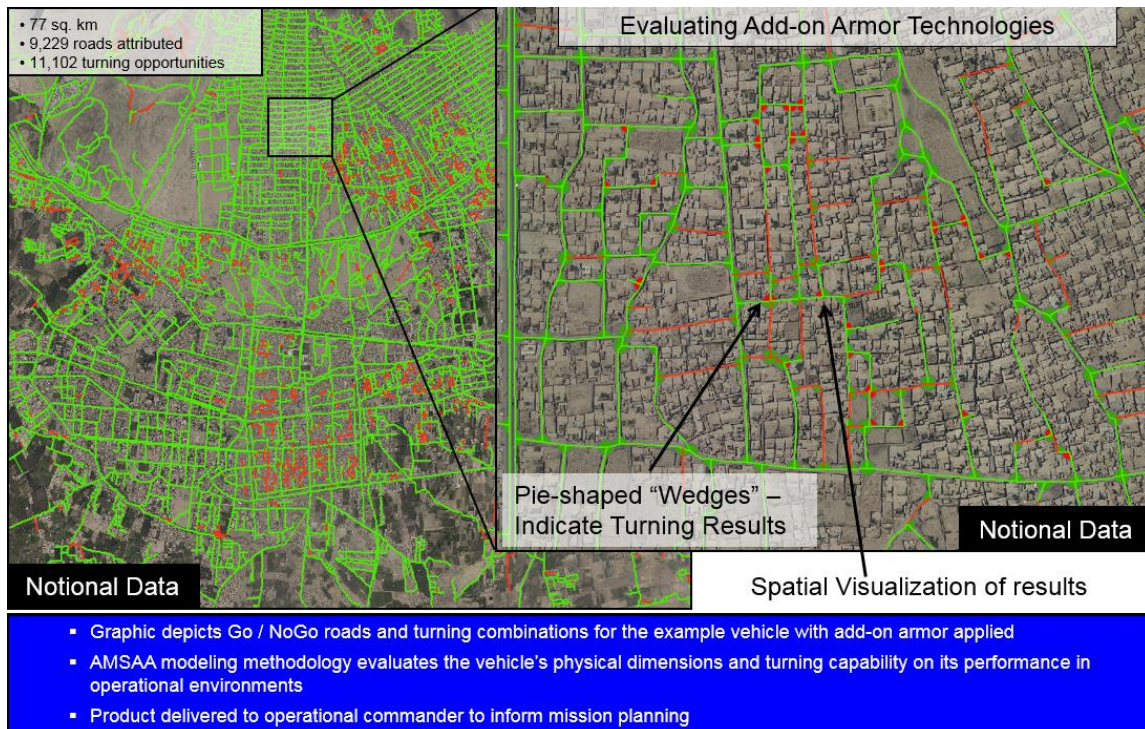 • 77 sq. km
• 9,229 roads attributed
• 11,102 turning opportunities
Evaluating Add-on Armor Technologies
Pie-shaped “Wedges” –
Indicate Turning Results
Notional Data
Notional Data
Spatial Visualization of results
▪ Graphic depicts Go / NoGo roads and turning combinations for the example vehicle with add-on armor applied
▪ AMSAA modeling methodology evaluates the vehicle’s physical dimensions and turning capability on its performance in
operational environments
▪ Product delivered to operational commander to inform mission planning